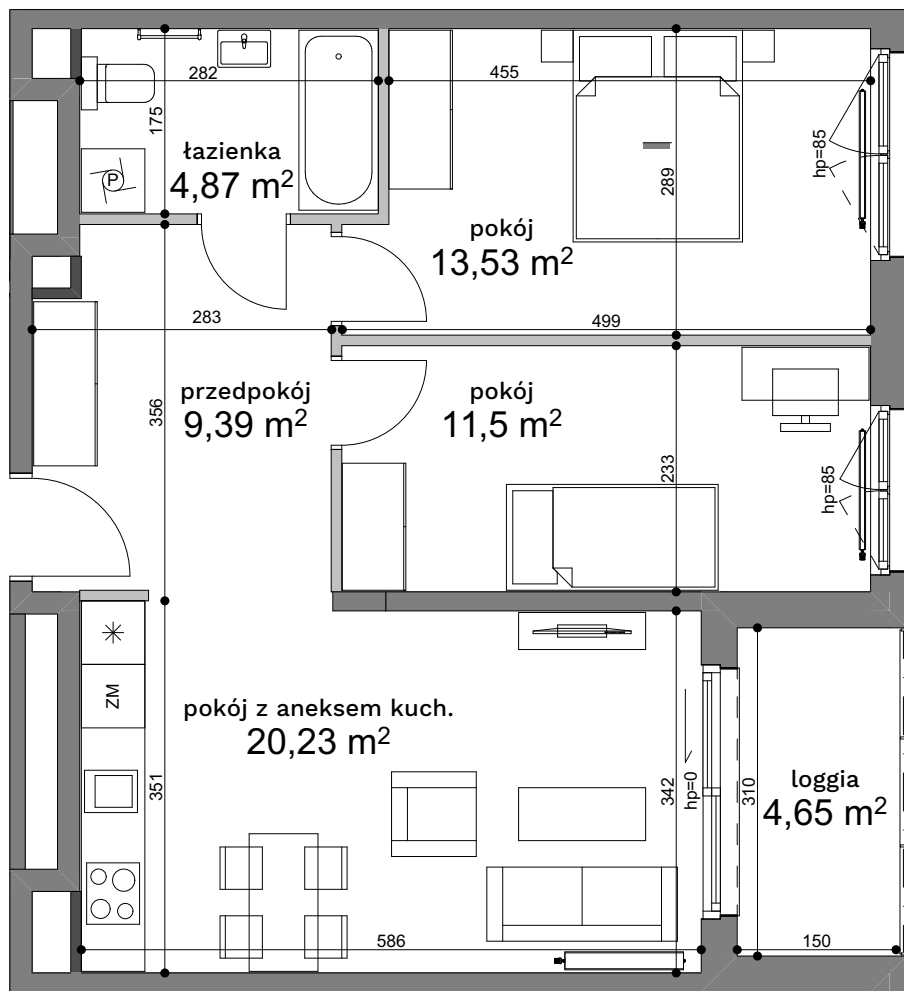 282
455
175
łazienka
4,87 m²
P
289
hp=85
pokój
13,53 m²
283
499
356
przedpokój
9,39 m²
pokój
11,5 m²
233
hp=85
ZM
pokój z aneksem kuch.
20,23 m²
351
342
hp=0
310
loggia
4,65 m²
586
150